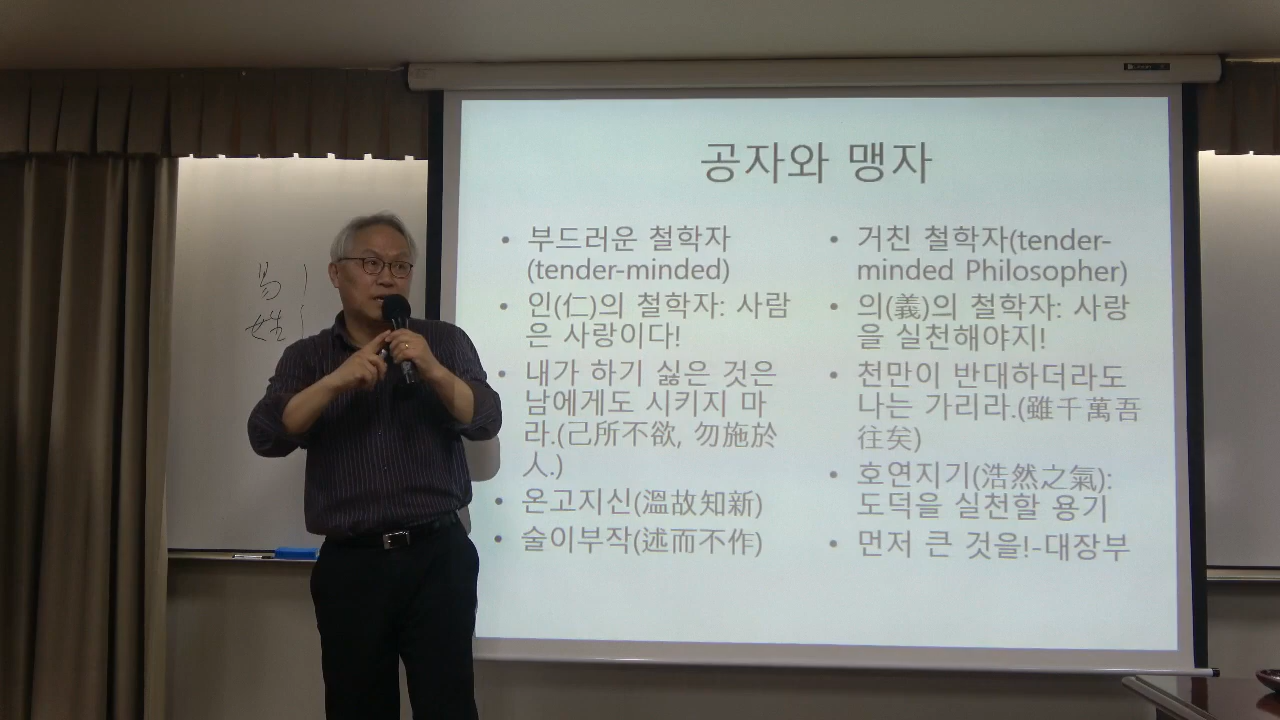 공자와 맹자
• 부드러운 철학자
(tender-minded)
• 인(仁)의 철학자: 사람
은 사랑이다!
• 내가 하기 싫은 것은
남에게도 시키지 마
라.(己所不欲, 勿施於
人.)
• 온고지신(溫故知新)
• 술이부작(述而不作)
• 거친 철학자(tender-
minded Philosopher)
• 의(義)의 철학자: 사랑
을 실천해야지!
• 천만이 반대하더라도
나는 가리라.(雖千萬吾
往矣)
• 호연지기(浩然之氣):
도덕을 실천할 용기
• 먼저 큰 것을!-대장부
易
姓